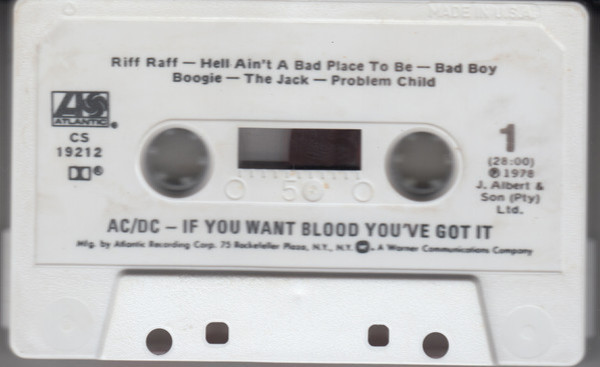 MADE IN U.S.A.
Riff Raff — Hell Ain't A Bad Place To Be — Bad Boy
Boogie — The Jack — Problem Child
ATLANTIC®
CS
19212
®
1
(28:00)
℗ 1978
J. Albert &
Son (Pty)
Ltd.
50
AC/DC – IF YOU WANT BLOOD YOU'VE GOT IT
Mfg. by Atlantic Recording Corp. 75 Rockefeller Plaza, N.Y., N.Y. A Warner Communications Company